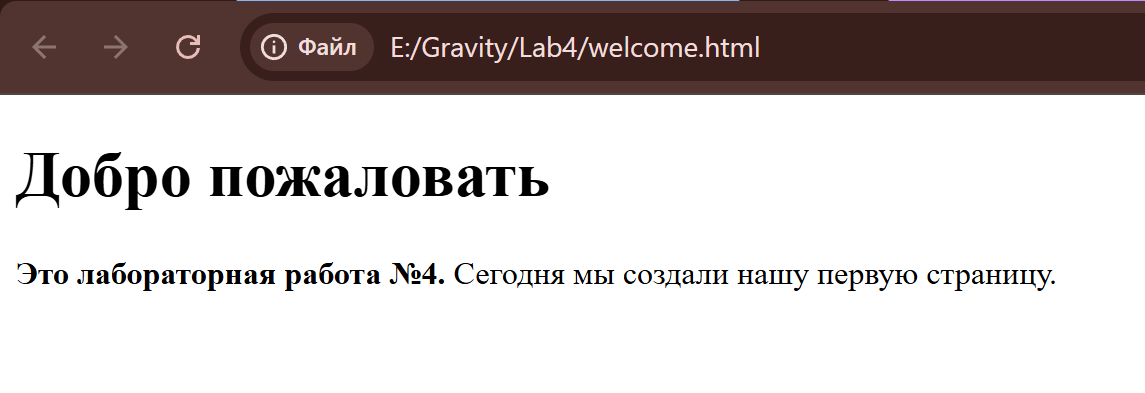 Файл E:/Gravity/Lab4/welcome.html
Добро пожаловать
Это лабораторная работа №4. Сегодня мы создали нашу первую страницу.